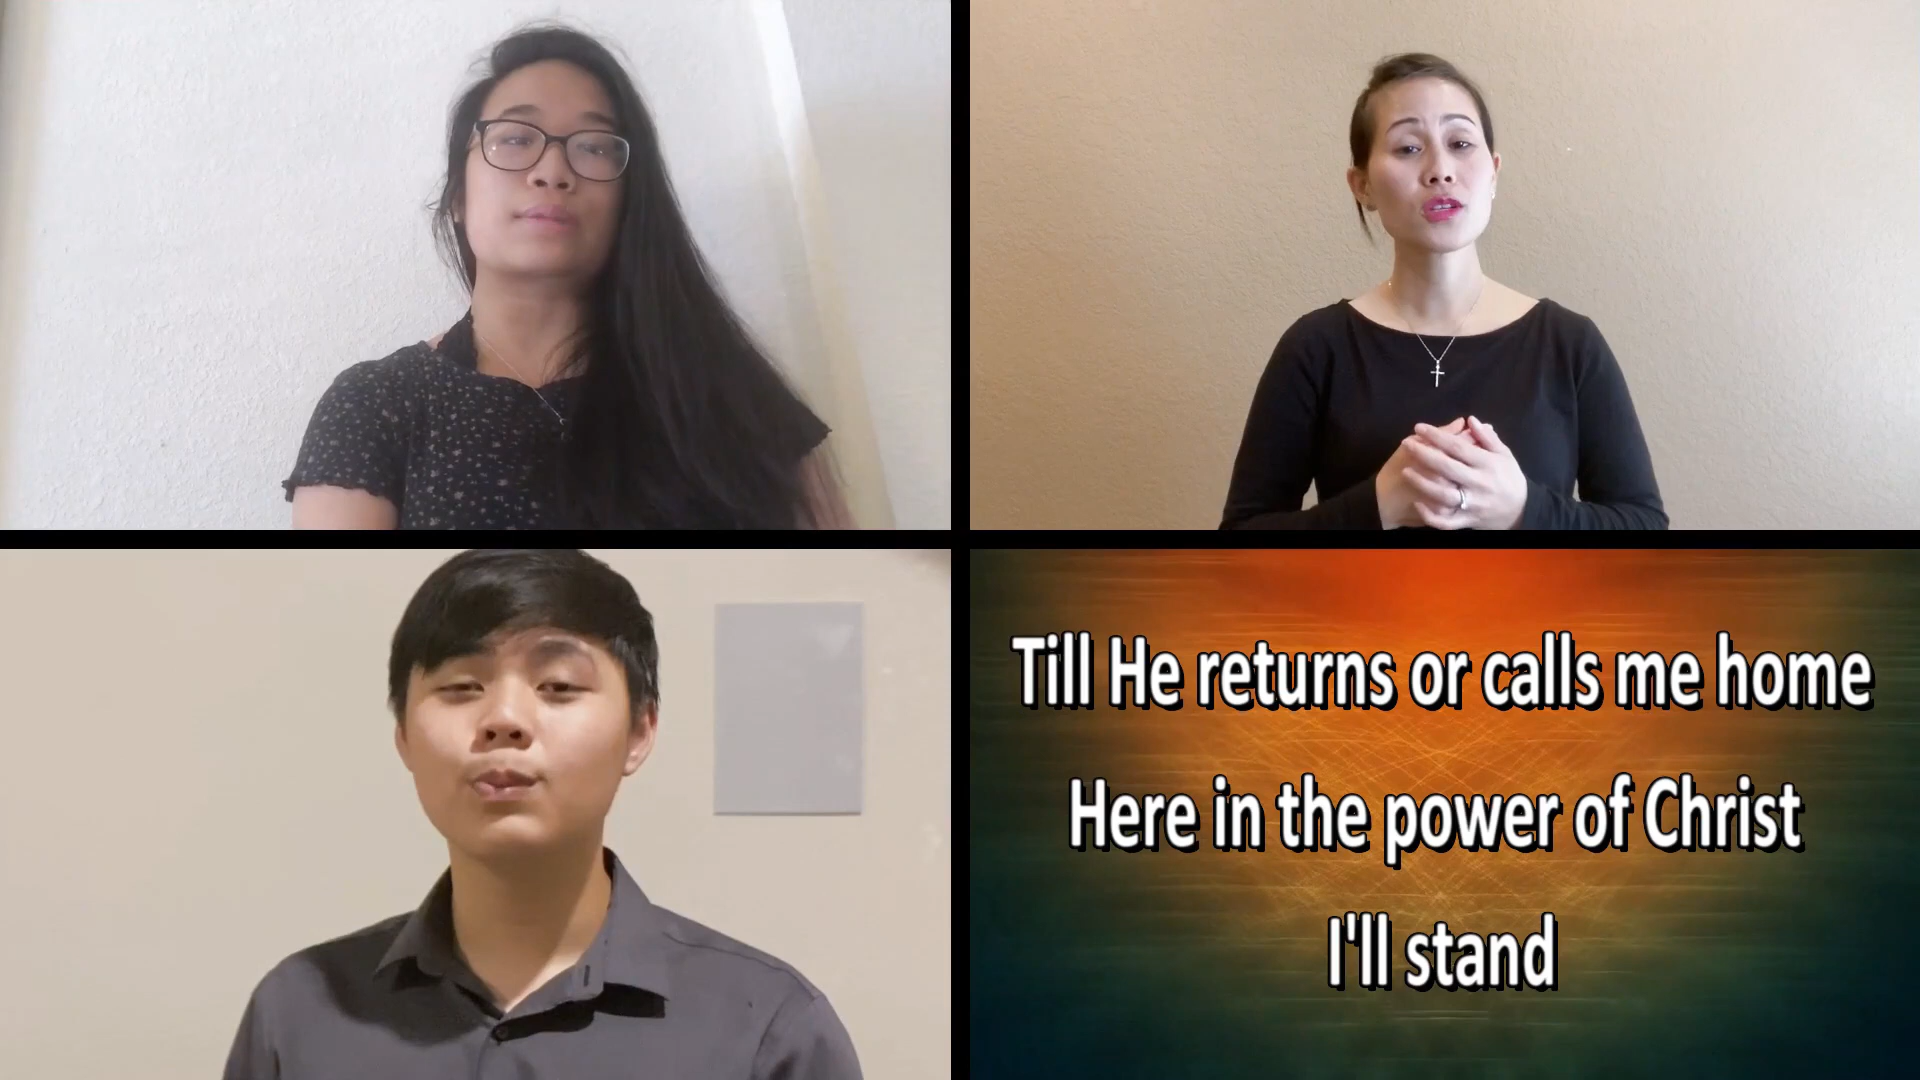 Till He returns or calls me home
Here in the power of Christ
I'll stand